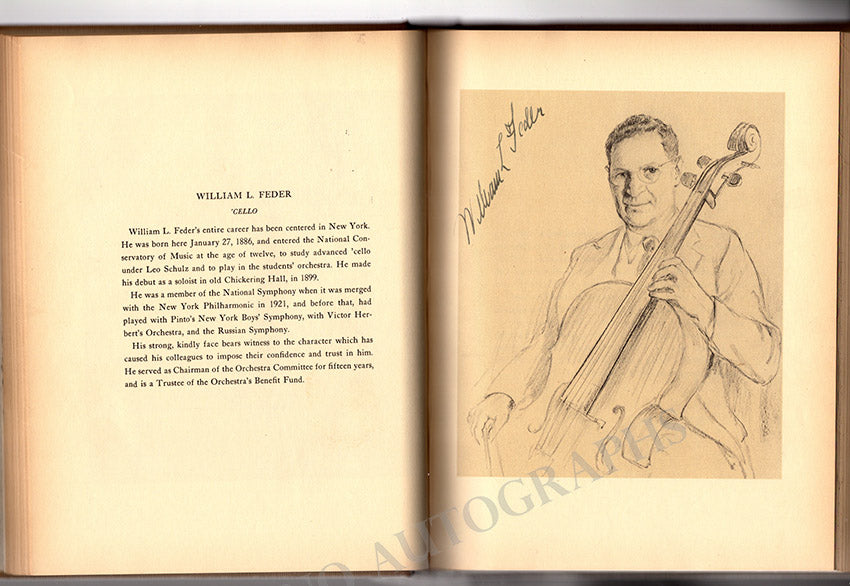 WILLIAM L. FEDER
'CELLO
William L. Feder's entire career has been centered in New York.
He was born here January 27, 1886, and entered the National Con-
servatory of Music at the age of twelve, to study advanced 'cello
under Leo Schulz and to play in the students' orchestra. He made
his debut as a soloist in old Chickering Hall, in 1899.
He was a member of the National Symphony when it was merged
with the New York Philharmonic in 1921, and before that, had
played with Pinto's New York Boys' Symphony, with Victor Her-
bert's Orchestra, and the Russian Symphony.
His strong, kindly face bears witness to the character which has
caused his colleagues to impose their confidence and trust in him.
He served as Chairman of the Orchestra Committee for fifteen years,
and is a Trustee of the Orchestra's Benefit Fund.
William L Feder
AUTOGRAPHS